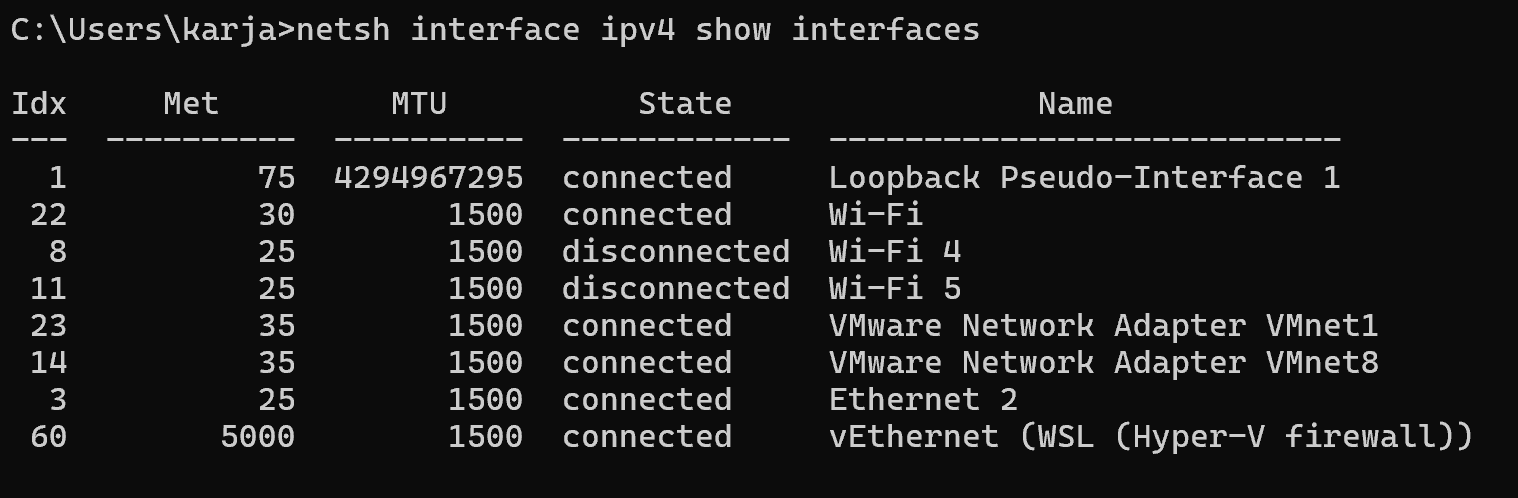 C:\Users\karja>netsh interface ipv4 show interfaces
Idx     Met         MTU          State                Name
---  ----------  ----------  ------------  ---------------------------
  1          75  4294967295  connected     Loopback Pseudo-Interface 1
 22          30        1500  connected     Wi-Fi
  8          25        1500  disconnected  Wi-Fi 4
 11          25        1500  disconnected  Wi-Fi 5
 23          35        1500  connected     VMware Network Adapter VMnet1
 14          35        1500  connected     VMware Network Adapter VMnet8
  3          25        1500  connected     Ethernet 2
 60        5000        1500  connected     vEthernet (WSL (Hyper-V firewall))